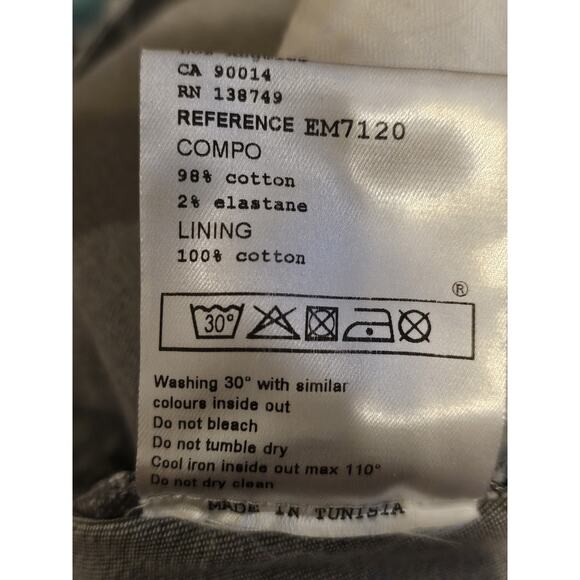 Los Angeles
CA 90014
RN 138749
REFERENCE EM7120
COMPO
98% cotton
2% elastane
LINING
100% cotton
®
30°
Washing 30° with similar
colours inside out
Do not bleach
Do not tumble dry
Cool iron inside out max 110°
Do not dry clean
MADE IN TUNISIA